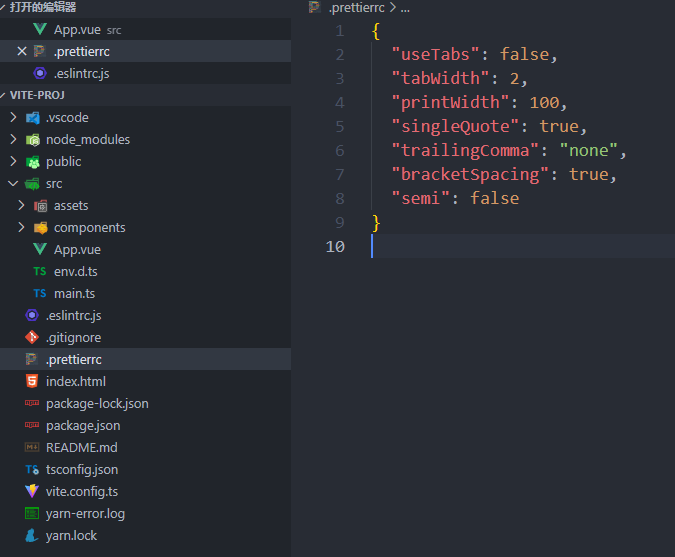 打开的编辑器
App.vue src
.prettierrc
.eslintrc.js
VITE-PROJ
.vscode
node_modules
public
src
assets
components
App.vue
TS env.d.ts
TS main.ts
.eslintrc.js
.gitignore
.prettierrc
index.html
package-lock.json
package.json
README.md
TS tsconfig.json
vite.config.ts
yarn-error.log
yarn.lock
.prettierrc > ...
1 {
2 "useTabs": false,
3 "tabWidth": 2,
4 "printWidth": 100,
5 "singleQuote": true,
6 "trailingComma": "none",
7 "bracketSpacing": true,
8 "semi": false
9 }
10